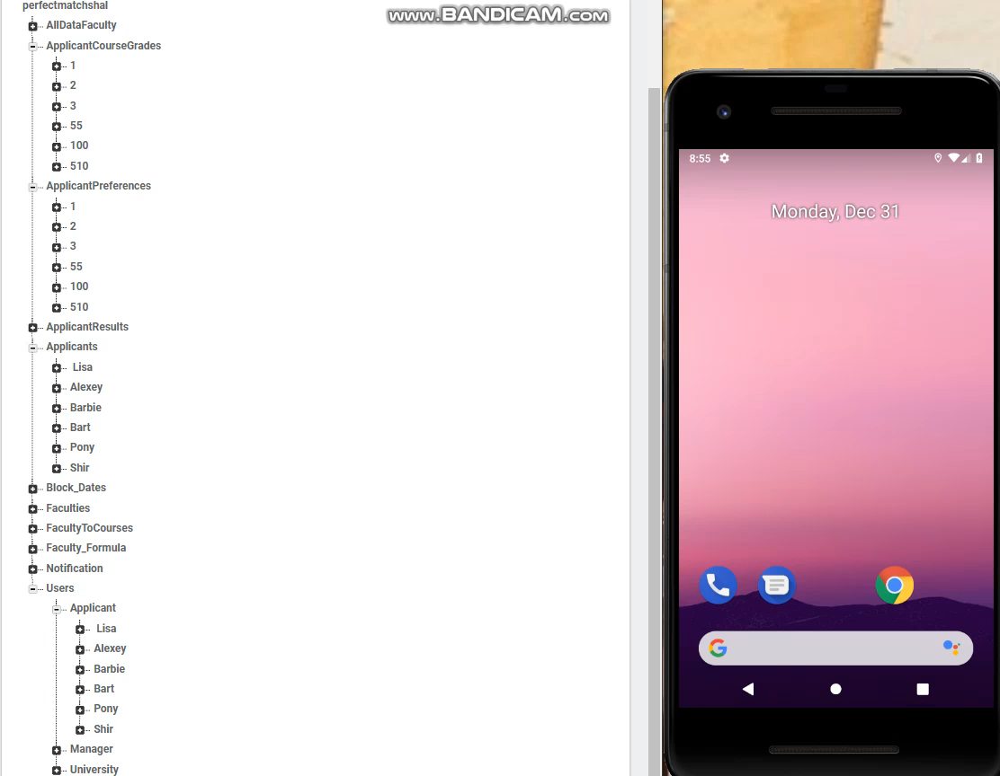 perfectmatchshal
www.BANDICAM.com
AllDataFaculty
ApplicantCourseGrades
1
2
3
55
100
510
ApplicantPreferences
1
2
3
55
100
510
ApplicantResults
Applicants
Lisa
Alexey
Barbie
Bart
Pony
Shir
Block_Dates
Faculties
FacultyToCourses
Faculty_Formula
Notification
Users
Applicant
Lisa
Alexey
Barbie
Bart
Pony
Shir
Manager
University
8:55
Monday, Dec 31